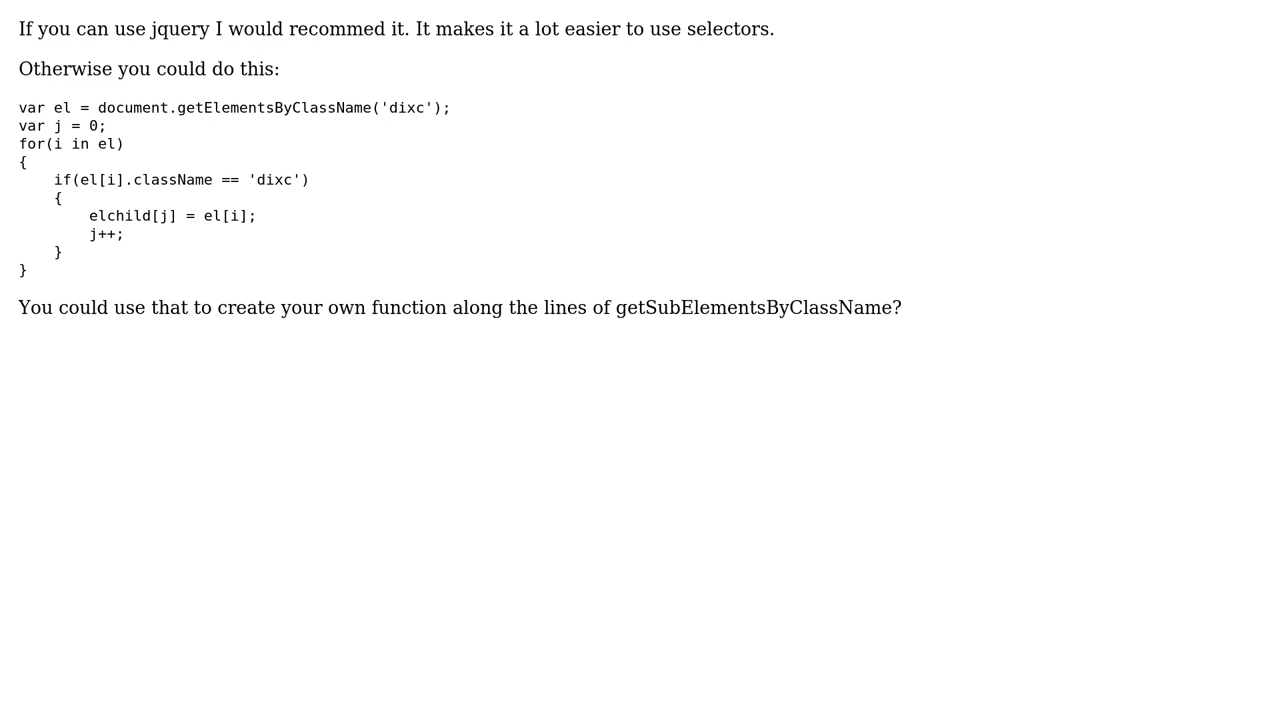 If you can use jquery I would recommed it. It makes it a lot easier to use selectors.
Otherwise you could do this:
var el = document.getElementsByClassName('dixc');
var j = 0;
for(i in el)
{
    if(el[i].className == 'dixc')
    {
        elchild[j] = el[i];
        j++;
    }
}
You could use that to create your own function along the lines of getSubElementsByClassName?